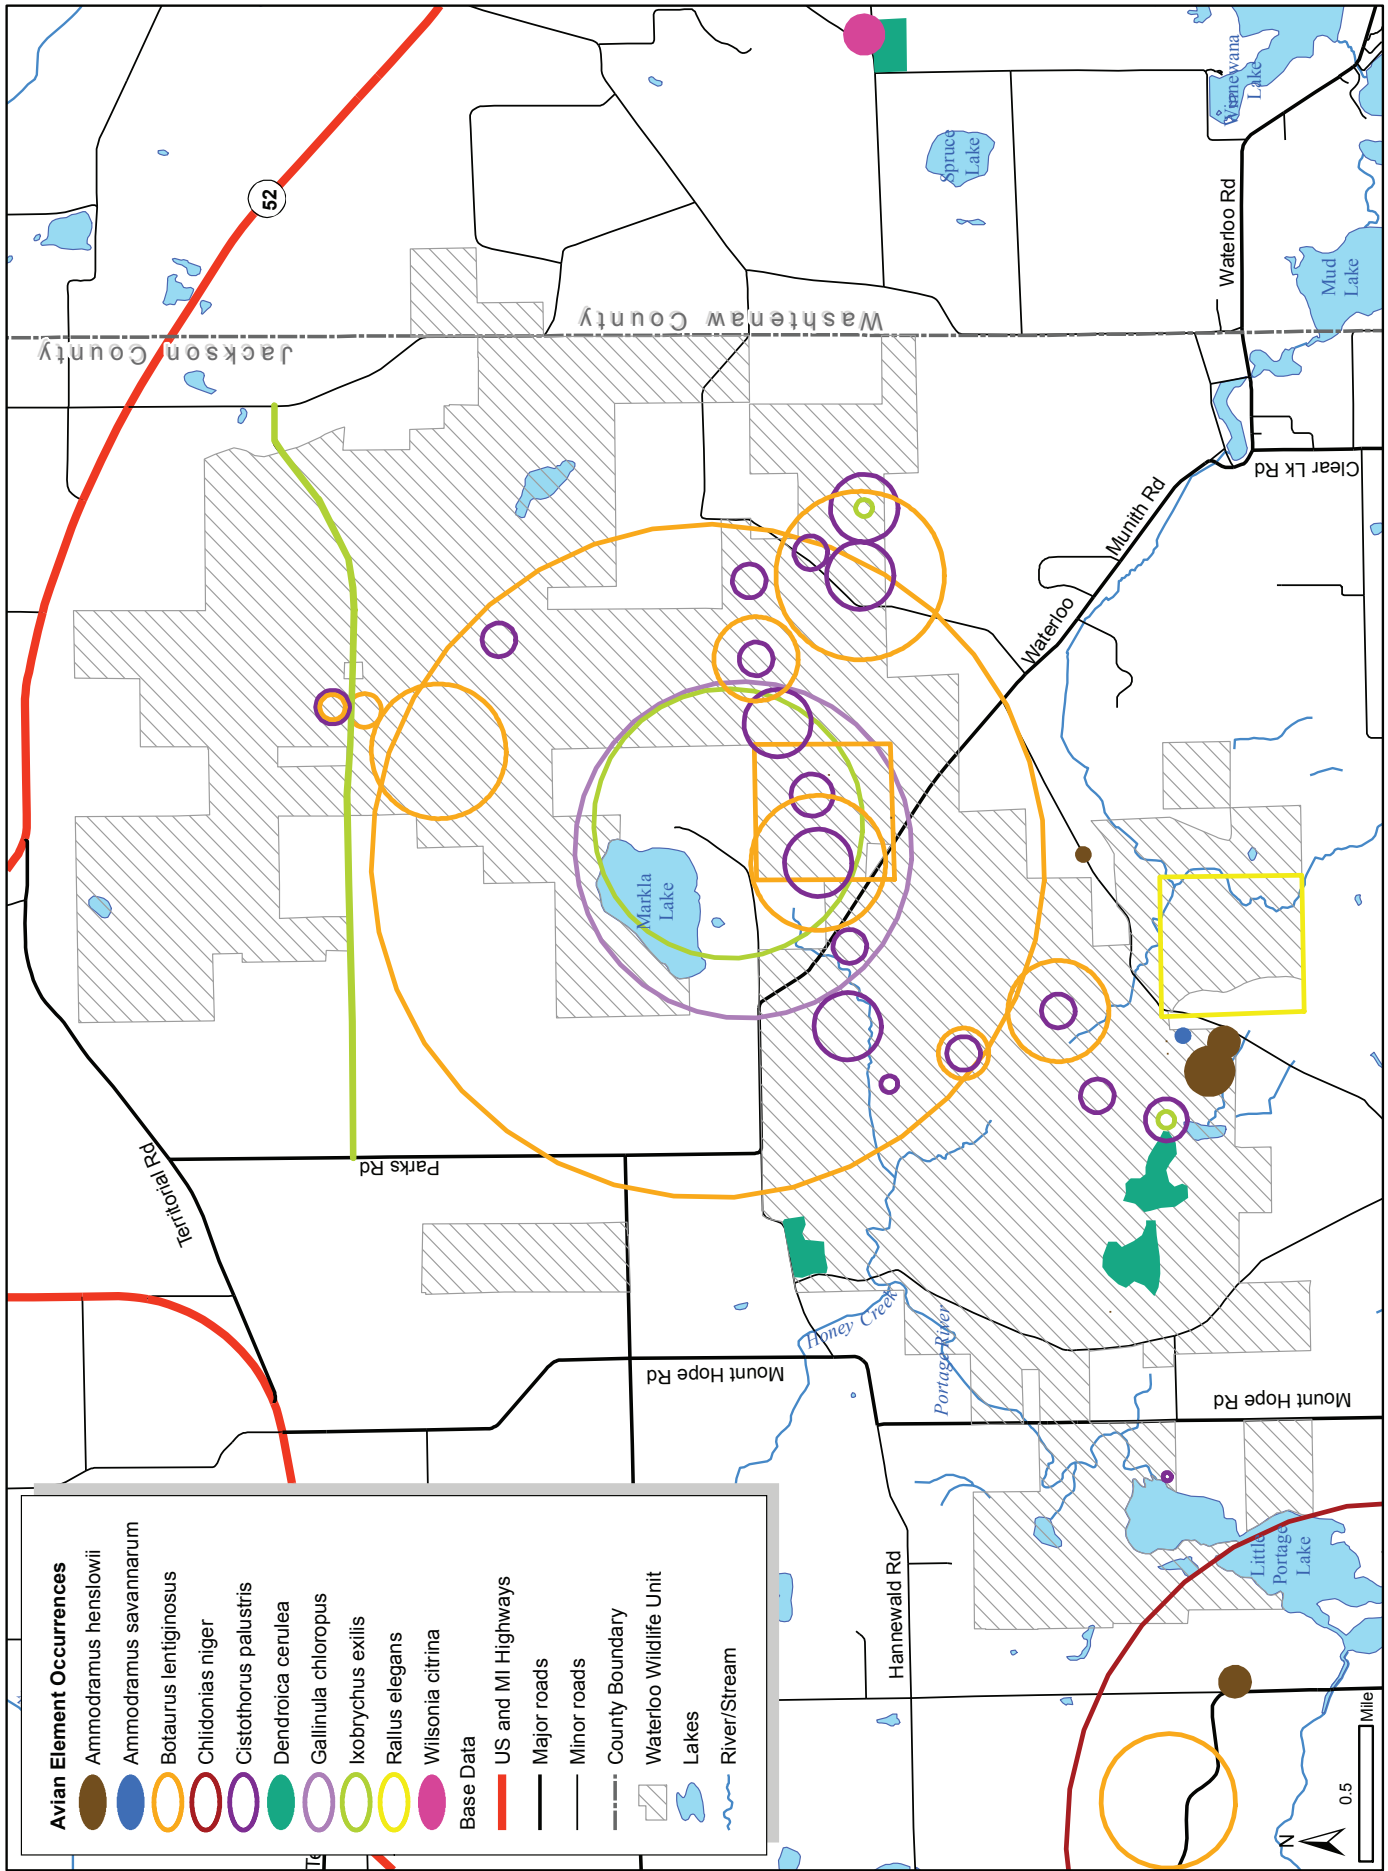 Avian Element Occurrences
Ammodramus henslowii
Ammodramus savannarum
Botaurus lentiginosus
Chlidonias niger
Cistothorus palustris
Dendroica cerulea
Gallinula chloropus
Ixobrychus exilis
Rallus elegans
Wilsonia citrina
Base Data
US and MI Highways
Major roads
Minor roads
County Boundary
Waterloo Wildlife Unit
Lakes
River/Stream
N
0.5
Mile
Te
Territorial Rd
Parks Rd
Mount Hope Rd
Mount Hope Rd
Hannewald Rd
Honey Creek
Portage River
Little
Portage
Lake
Markla
Lake
52
Jackson County
Washtenaw County
Waterloo
Munith Rd
Clear Lk Rd
Waterloo Rd
Spruce
Lake
Mud
Lake
Winnewana
Lake